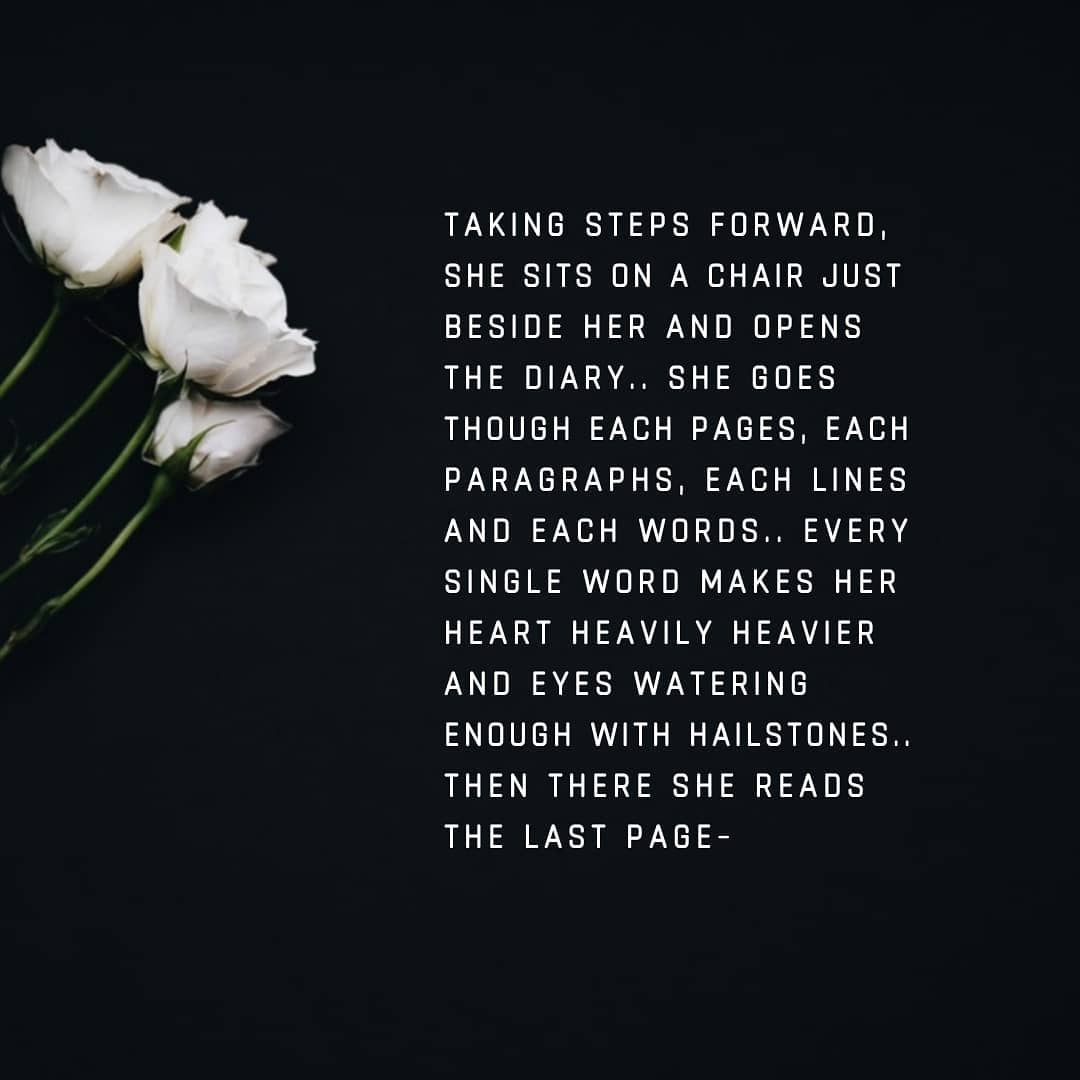 TAKING STEPS FORWARD,
SHE SITS ON A CHAIR JUST
BESIDE HER AND OPENS
THE DIARY.. SHE GOES
THOUGH EACH PAGES, EACH
PARAGRAPHS, EACH LINES
AND EACH WORDS.. EVERY
SINGLE WORD MAKES HER
HEART HEAVILY HEAVIER
AND EYES WATERING
ENOUGH WITH HAILSTONES..
THEN THERE SHE READS
THE LAST PAGE-